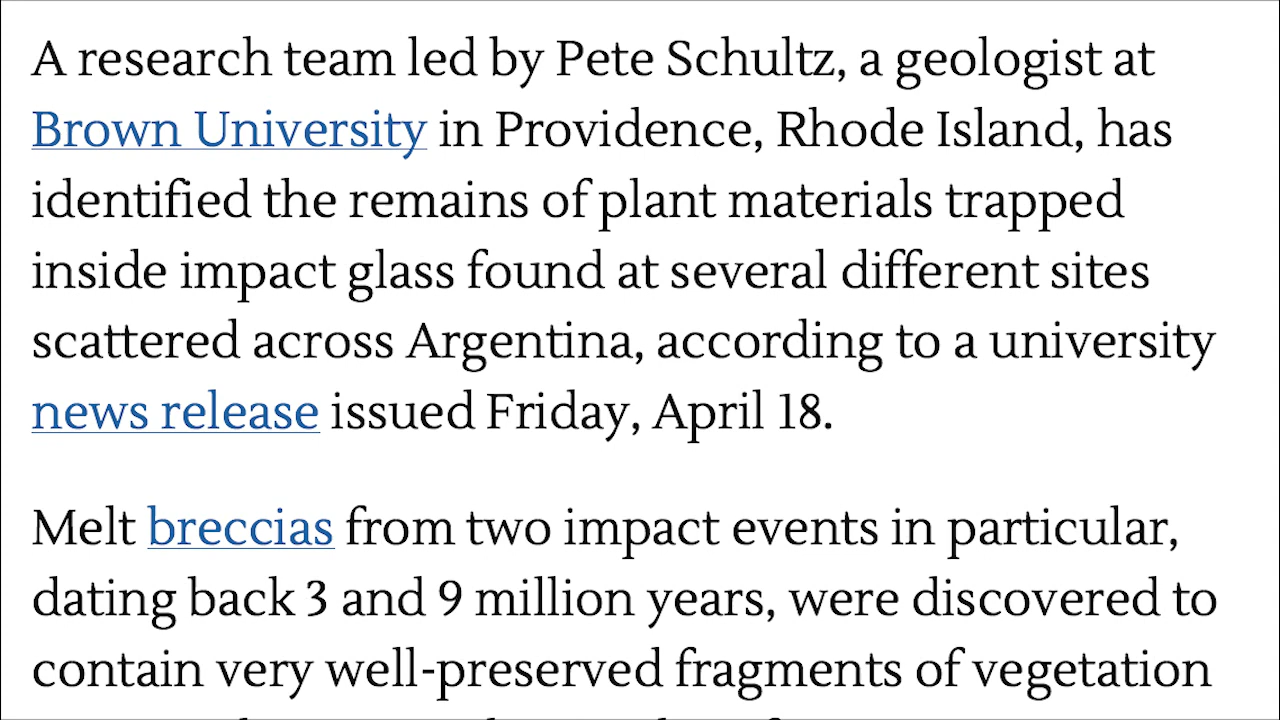 A research team led by Pete Schultz, a geologist at
Brown University in Providence, Rhode Island, has
identified the remains of plant materials trapped
inside impact glass found at several different sites
scattered across Argentina, according to a university
news release issued Friday, April 18.
Melt breccias from two impact events in particular,
dating back 3 and 9 million years, were discovered to
contain very well-preserved fragments of vegetation